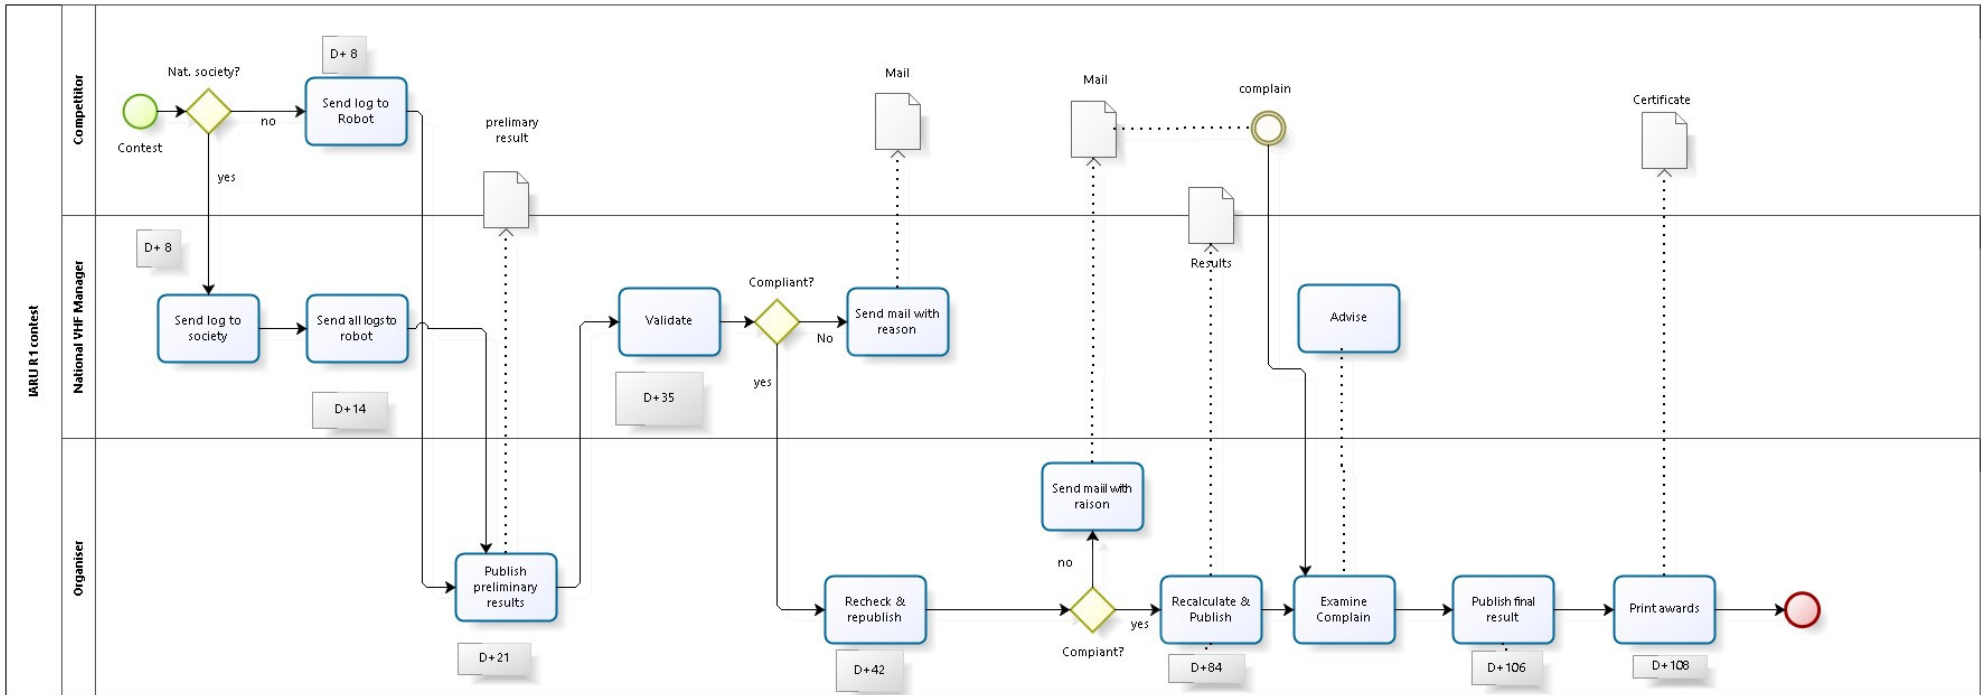 IARU R1 contest
Compettitor
National VHF Manager
Organiser
Nat. society?
Contest
no
yes
D+ 8
Send log to
Robot
prelimary
result
Mail
Mail
complain
Certificate
D+ 8
Send log to
society
Send all logs to
robot
D+14
Validate
D+35
Compliant?
No
yes
Send mail with
reason
Results
Advise
Publish
preliminary
results
D+21
Recheck &
republish
D+42
Send maiil with
raison
no
yes
Compiant?
Recalculate &
Publish
D+84
Examine
Complain
Publish final
result
D+106
Print awards
D+108